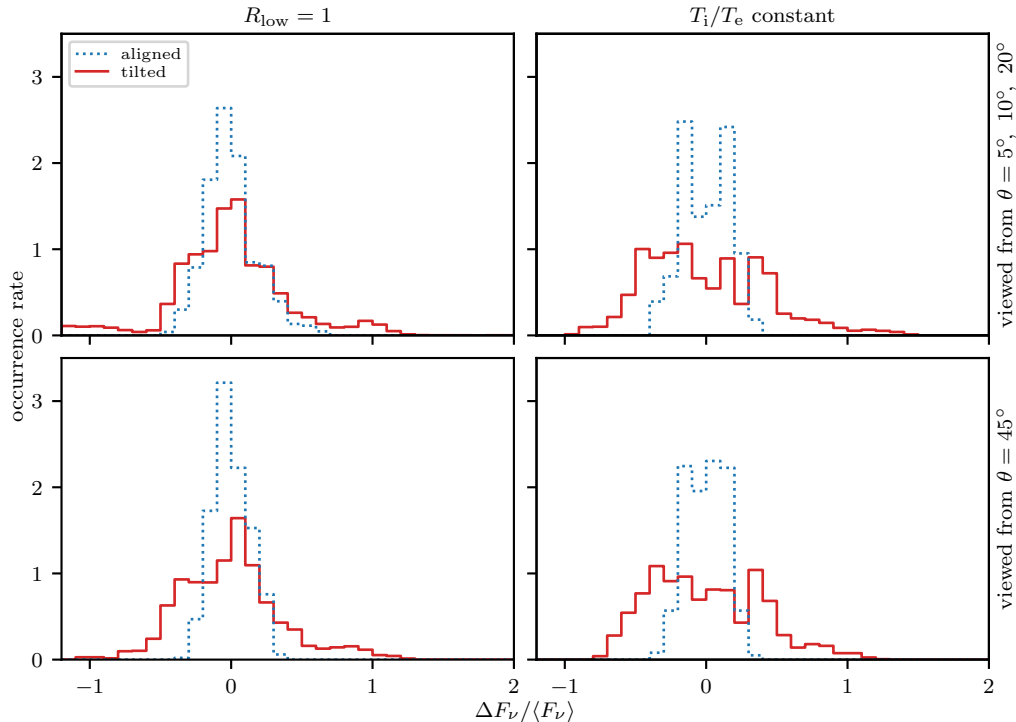 R_low = 1
T_i/T_e constant
aligned
tilted
3
2
1
0
viewed from θ = 5°, 10°, 20°
occurrence rate
3
2
1
0
viewed from θ = 45°
−1
0
1
2
−1
0
1
2
ΔF_ν/⟨F_ν⟩